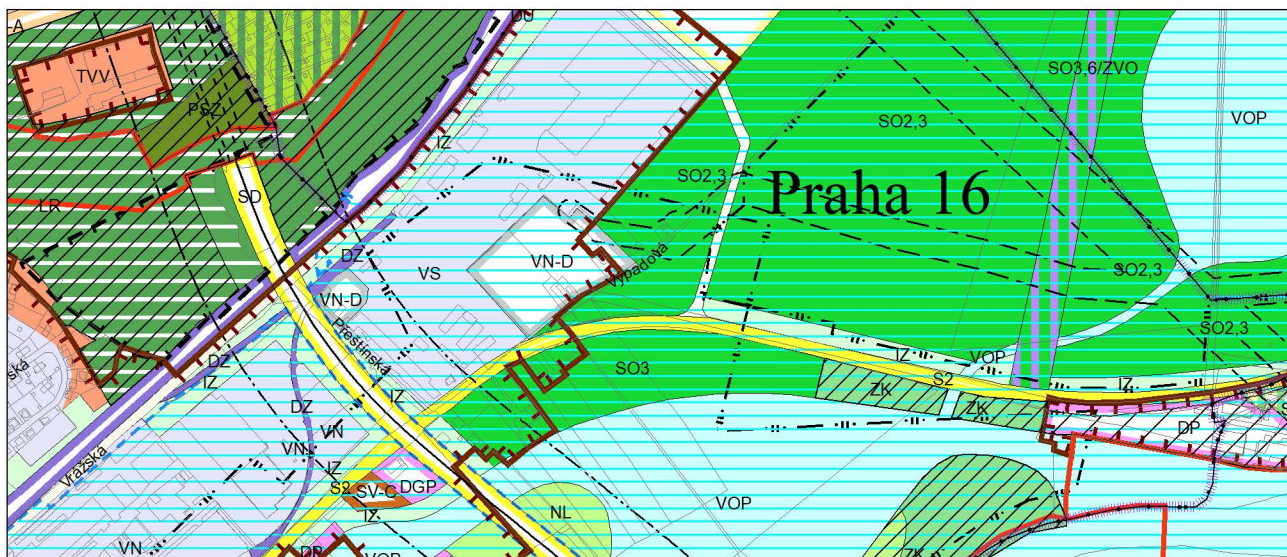 A
TVV
PSZ
IZ
SO3,6/ZVO
VOP
SO2,3
SO2,3
SD
LR
Praha 16
DZ
VS
VN-D
Výpadová
SO2,3
VN-D
Přeštínská
SO2,3
DZ
IZ
IZ
SO3
IZ
VOP
S2
IZ
ská
ZK
ZK
DZ
VN
VN
DP
Vrážská
IZ
S2
SV-C
DGP
IZ
NL
VOP
VN
DP
VOP
ZK